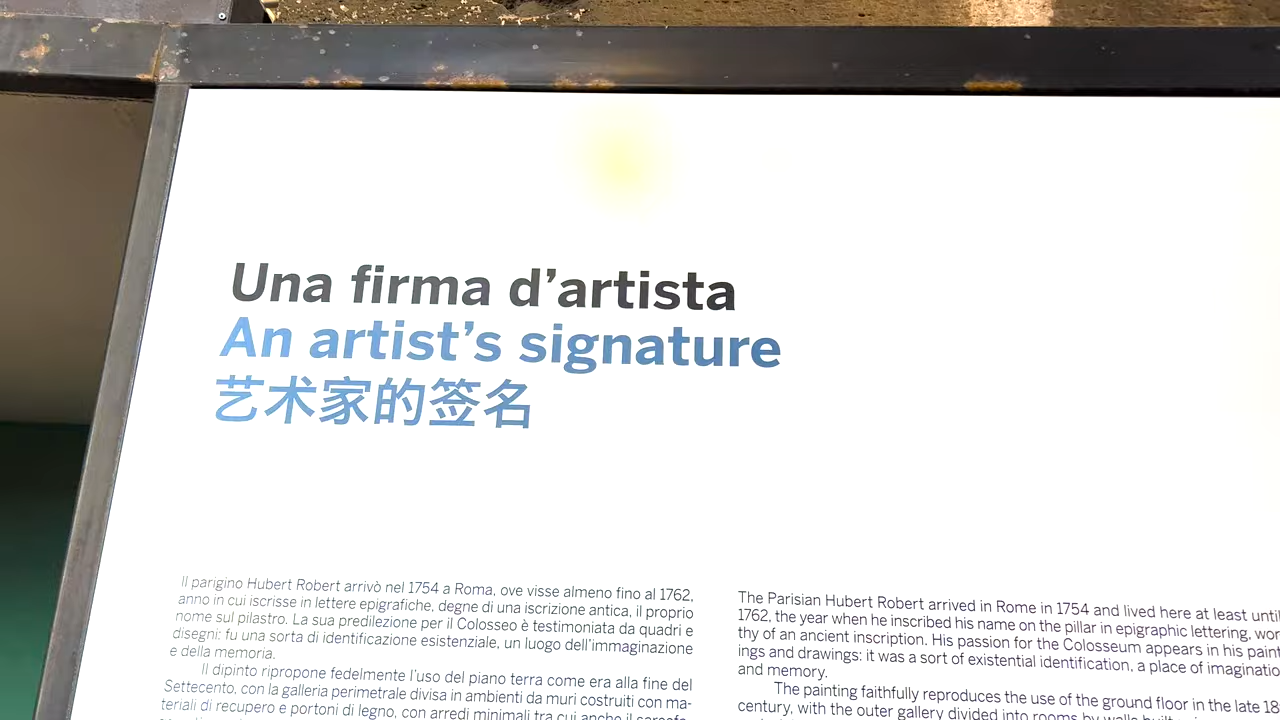 Una firma d'artista
An artist's signature
艺术家的签名
Il parigino Hubert Robert arrivò nel 1754 a Roma, ove visse almeno fino al 1762,
anno in cui iscrisse in lettere epigrafiche, degne di una iscrizione antica, il proprio
nome sul pilastro. La sua predilezione per il Colosseo è testimoniata da quadri e
disegni: fu una sorta di identificazione esistenziale, un luogo dell'immaginazione
e della memoria.
Il dipinto ripropone fedelmente l'uso del piano terra come era alla fine del
Settecento, con la galleria perimetrale divisa in ambienti da muri costruiti con ma-
teriali di recupero e portoni di legno, con arredi minimali tra cui anche il
The Parisian Hubert Robert arrived in Rome in 1754 and lived here at least until
1762, the year when he inscribed his name on the pillar in epigraphic lettering, wor
thy of an ancient inscription. His passion for the Colosseum appears in his paint
ings and drawings: it was a sort of existential identification, a place of imaginatio
and memory.
The painting faithfully reproduces the use of the ground floor in the late 18
century, with the outer gallery divided into rooms by walls built